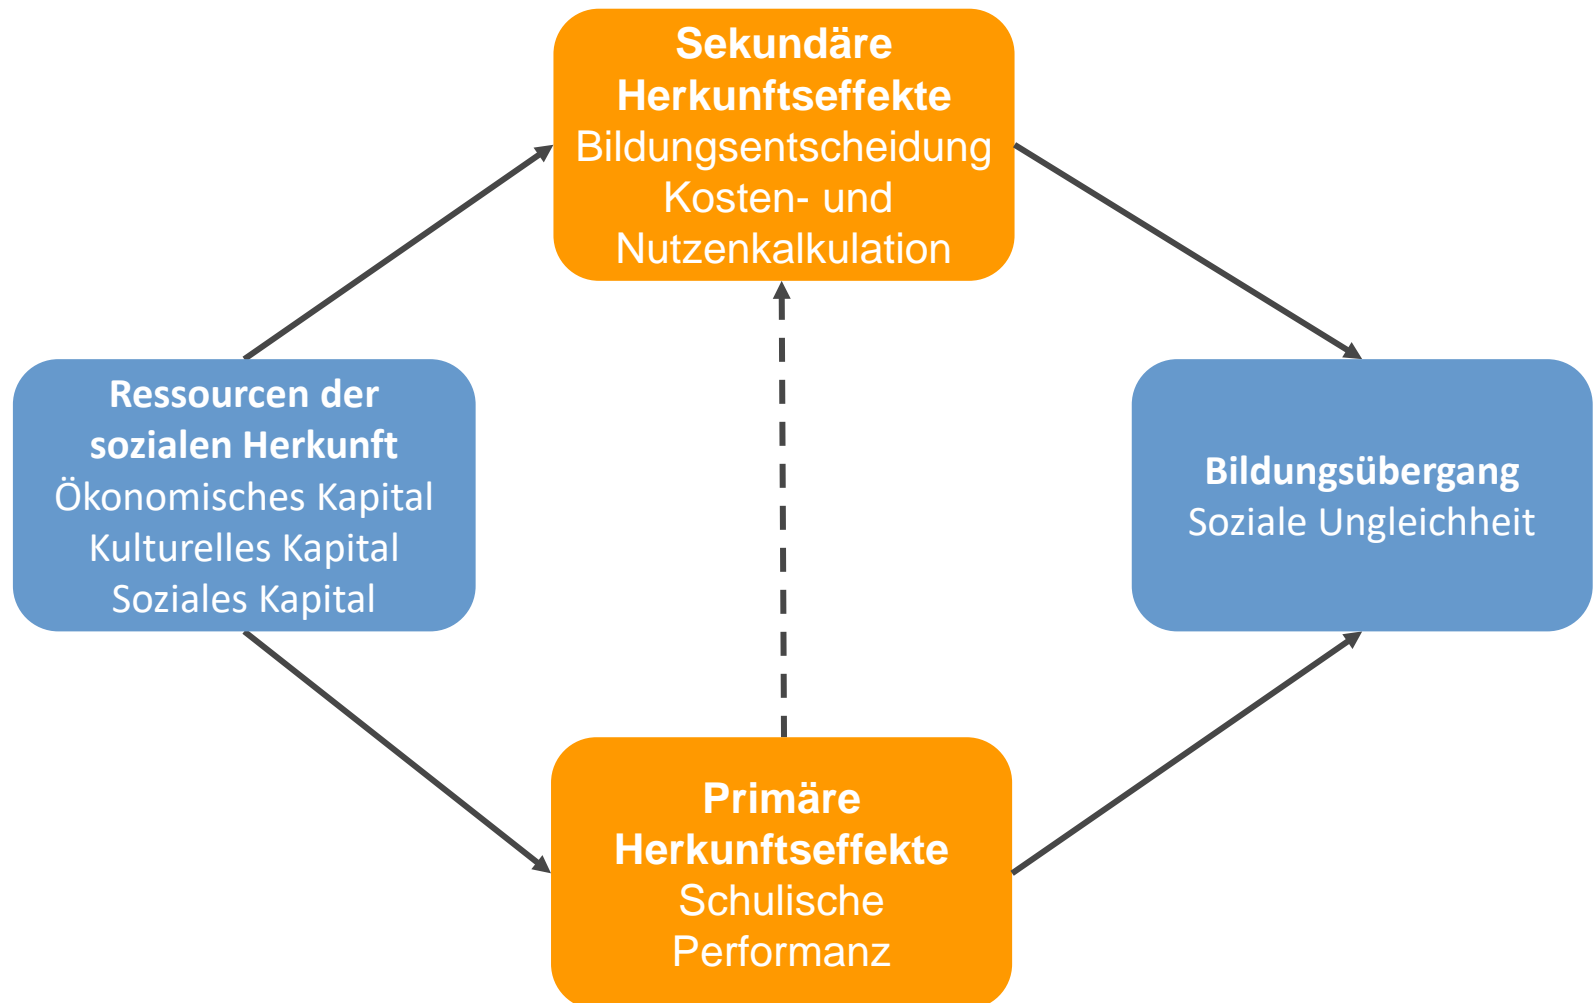 Sekundäre
Herkunftseffekte
Bildungsentscheidung
Kosten- und
Nutzenkalkulation
Ressourcen der
sozialen Herkunft
Ökonomisches Kapital
Kulturelles Kapital
Soziales Kapital
Bildungsübergang
Soziale Ungleichheit
Primäre
Herkunftseffekte
Schulische
Performanz